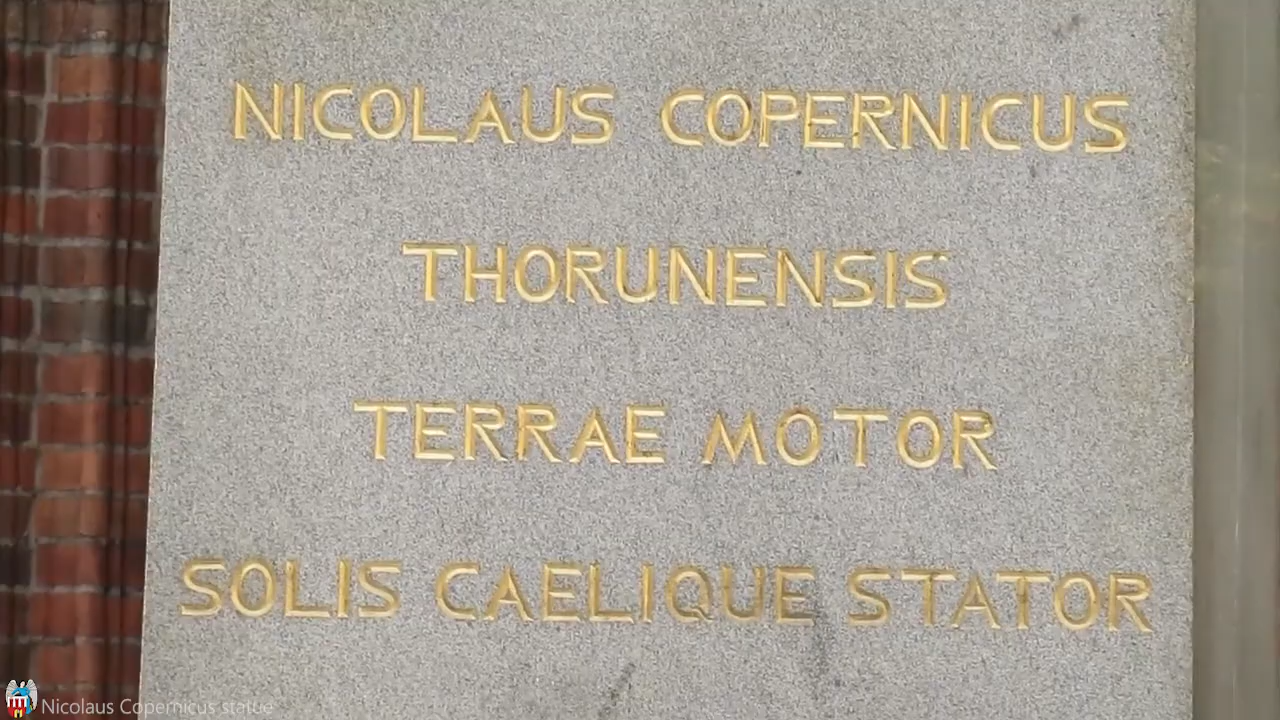 NICOLAUS COPERNICUS
THORUNENSIS
TERRAE MOTOR
SOLIS CAELIQUE STATOR
Nicolaus Copernicus statue